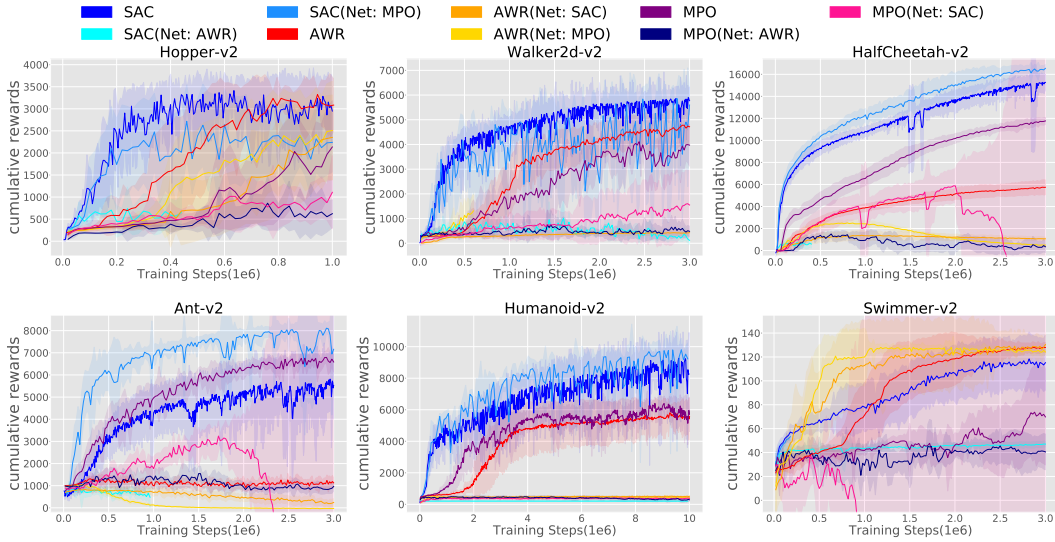 SAC SAC(Net: MPO) AWR(Net: SAC) MPO MPO(Net: SAC)
SAC(Net: AWR) AWR AWR(Net: MPO) MPO(Net: AWR)
Hopper-v2 Walker2d-v2 HalfCheetah-v2
cumulative rewards
4000
3500
3000
2500
2000
1500
1000
500
0
0.0 0.2 0.4 0.6 0.8 1.0
Training Steps(1e6)
cumulative rewards
7000
6000
5000
4000
3000
2000
1000
0
0.0 0.5 1.0 1.5 2.0 2.5 3.0
Training Steps(1e6)
cumulative rewards
16000
14000
12000
10000
8000
6000
4000
2000
0
0.0 0.5 1.0 1.5 2.0 2.5 3.0
Training Steps(1e6)
Ant-v2 Humanoid-v2 Swimmer-v2
cumulative rewards
8000
7000
6000
5000
4000
3000
2000
1000
0
0.0 0.5 1.0 1.5 2.0 2.5 3.0
Training Steps(1e6)
cumulative rewards
10000
8000
6000
4000
2000
0
0 2 4 6 8 10
Training Steps(1e6)
cumulative rewards
140
120
100
80
60
40
20
0
0.0 0.5 1.0 1.5 2.0 2.5 3.0
Training Steps(1e6)